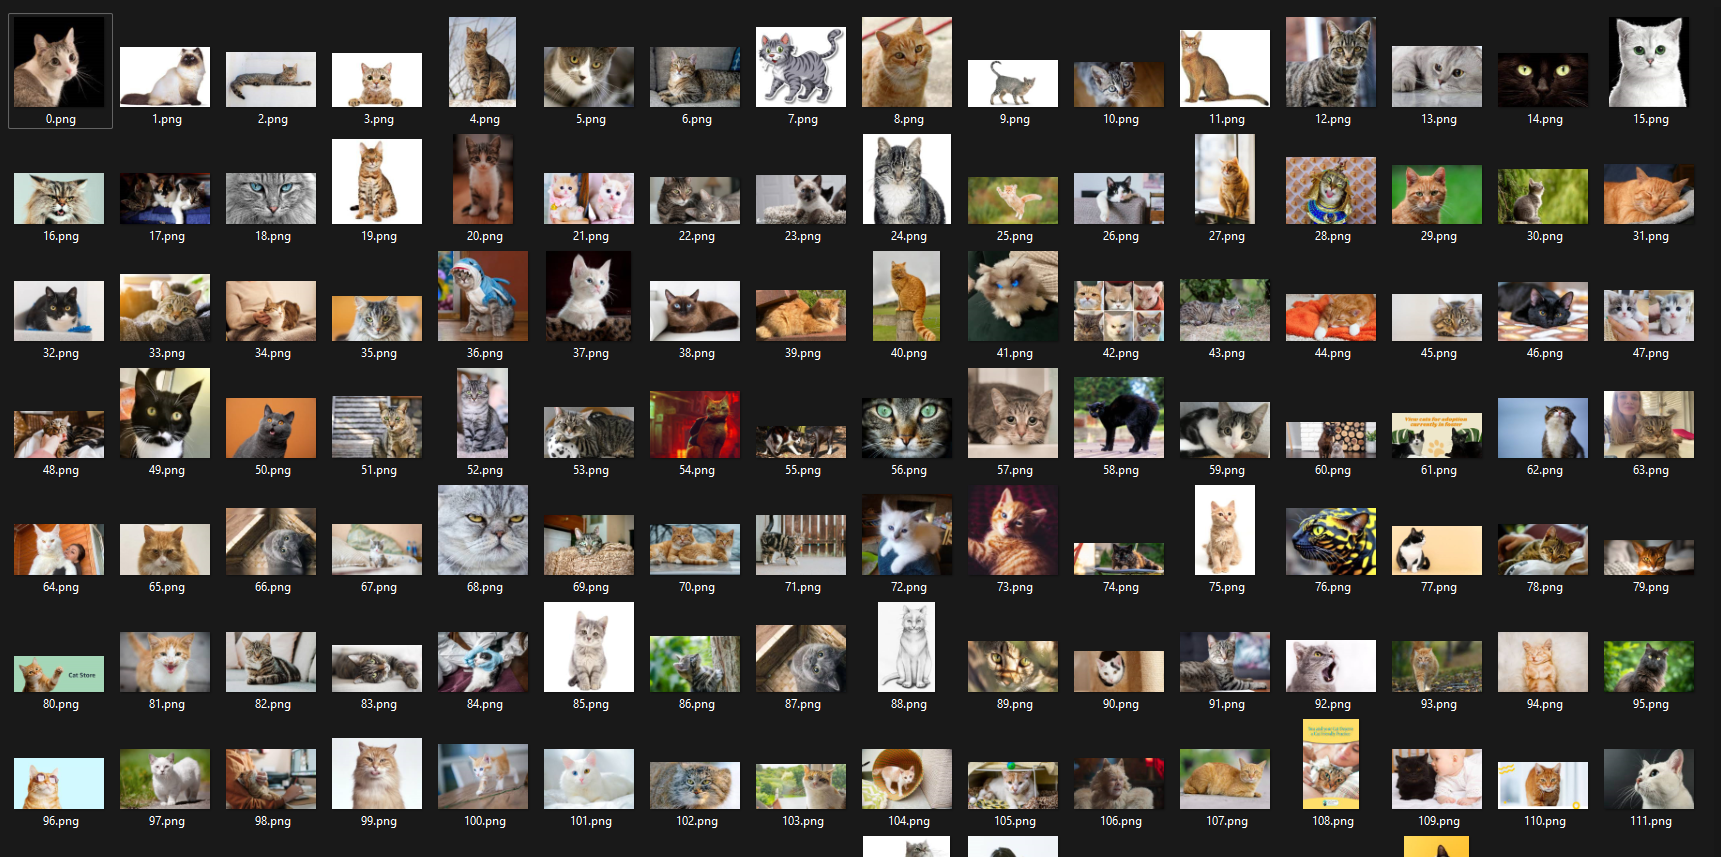 0.png 1.png 2.png 3.png 4.png 5.png 6.png 7.png 8.png 9.png 10.png 11.png 12.png 13.png 14.png 15.png
16.png 17.png 18.png 19.png 20.png 21.png 22.png 23.png 24.png 25.png 26.png 27.png 28.png 29.png 30.png 31.png
32.png 33.png 34.png 35.png 36.png 37.png 38.png 39.png 40.png 41.png 42.png 43.png 44.png 45.png 46.png 47.png
View cats for adoption
currently in foster
48.png 49.png 50.png 51.png 52.png 53.png 54.png 55.png 56.png 57.png 58.png 59.png 60.png 61.png 62.png 63.png
64.png 65.png 66.png 67.png 68.png 69.png 70.png 71.png 72.png 73.png 74.png 75.png 76.png 77.png 78.png 79.png
Cat Store
80.png 81.png 82.png 83.png 84.png 85.png 86.png 87.png 88.png 89.png 90.png 91.png 92.png 93.png 94.png 95.png
96.png 97.png 98.png 99.png 100.png 101.png 102.png 103.png 104.png 105.png 106.png 107.png 108.png 109.png 110.png 111.png